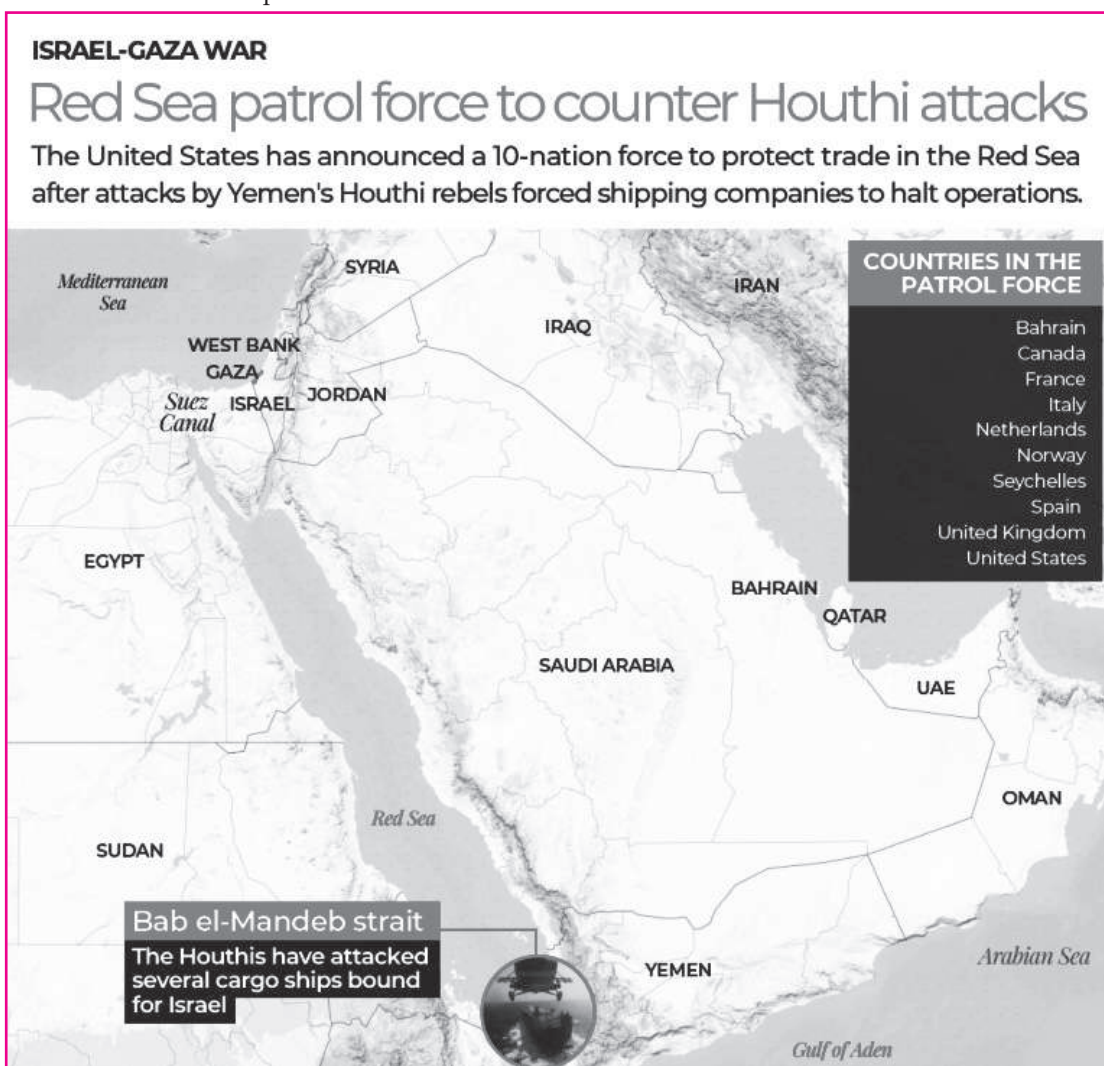 ISRAEL-GAZA WAR
Red Sea patrol force to counter Houthi attacks
The United States has announced a 10-nation force to protect trade in the Red Sea
after attacks by Yemen's Houthi rebels forced shipping companies to halt operations.
Mediterranean
Sea
SYRIA
IRAQ
IRAN
COUNTRIES IN THE
PATROL FORCE
Bahrain
Canada
France
Italy
Netherlands
Norway
Seychelles
Spain
United Kingdom
United States
WEST BANK
GAZA
ISRAEL
JORDAN
Suez
Canal
EGYPT
BAHRAIN
QATAR
SAUDI ARABIA
UAE
OMAN
Red Sea
SUDAN
Bab el-Mandeb strait
The Houthis have attacked
several cargo ships bound
for Israel
YEMEN
Arabian Sea
Gulf of Aden